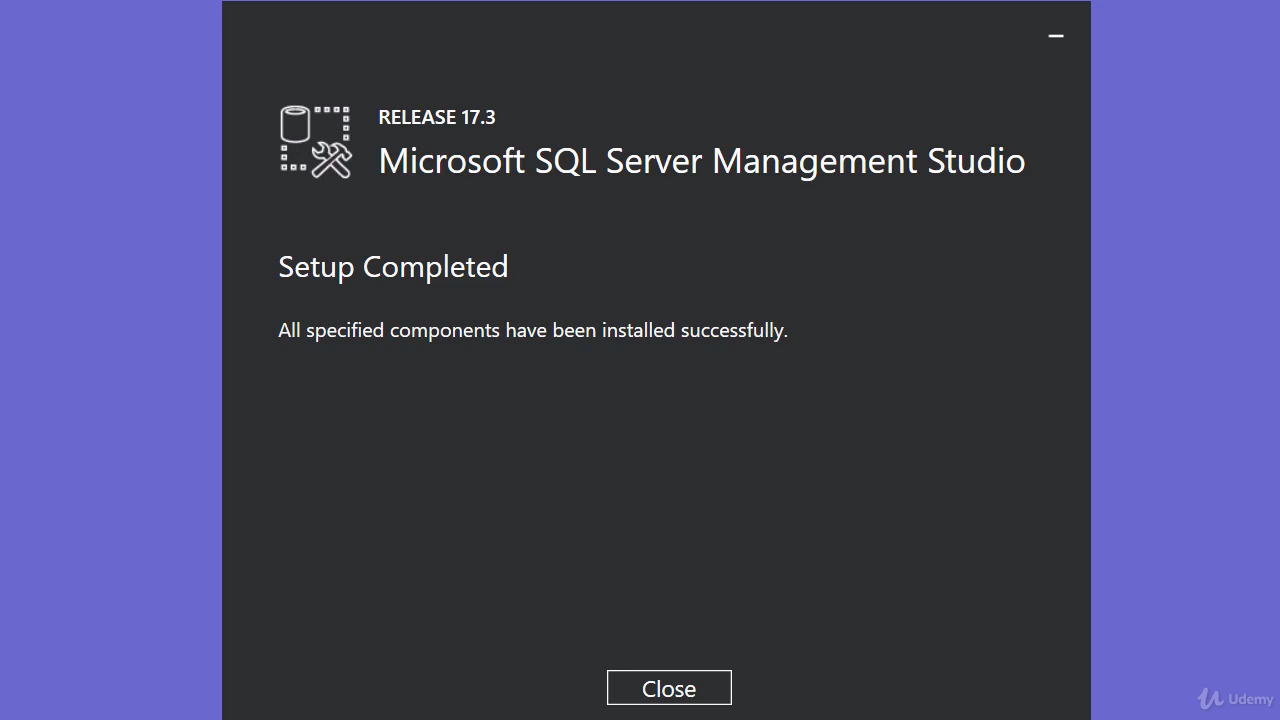 RELEASE 17.3
Microsoft SQL Server Management Studio
Setup Completed
All specified components have been installed successfully.
Close
Udemy